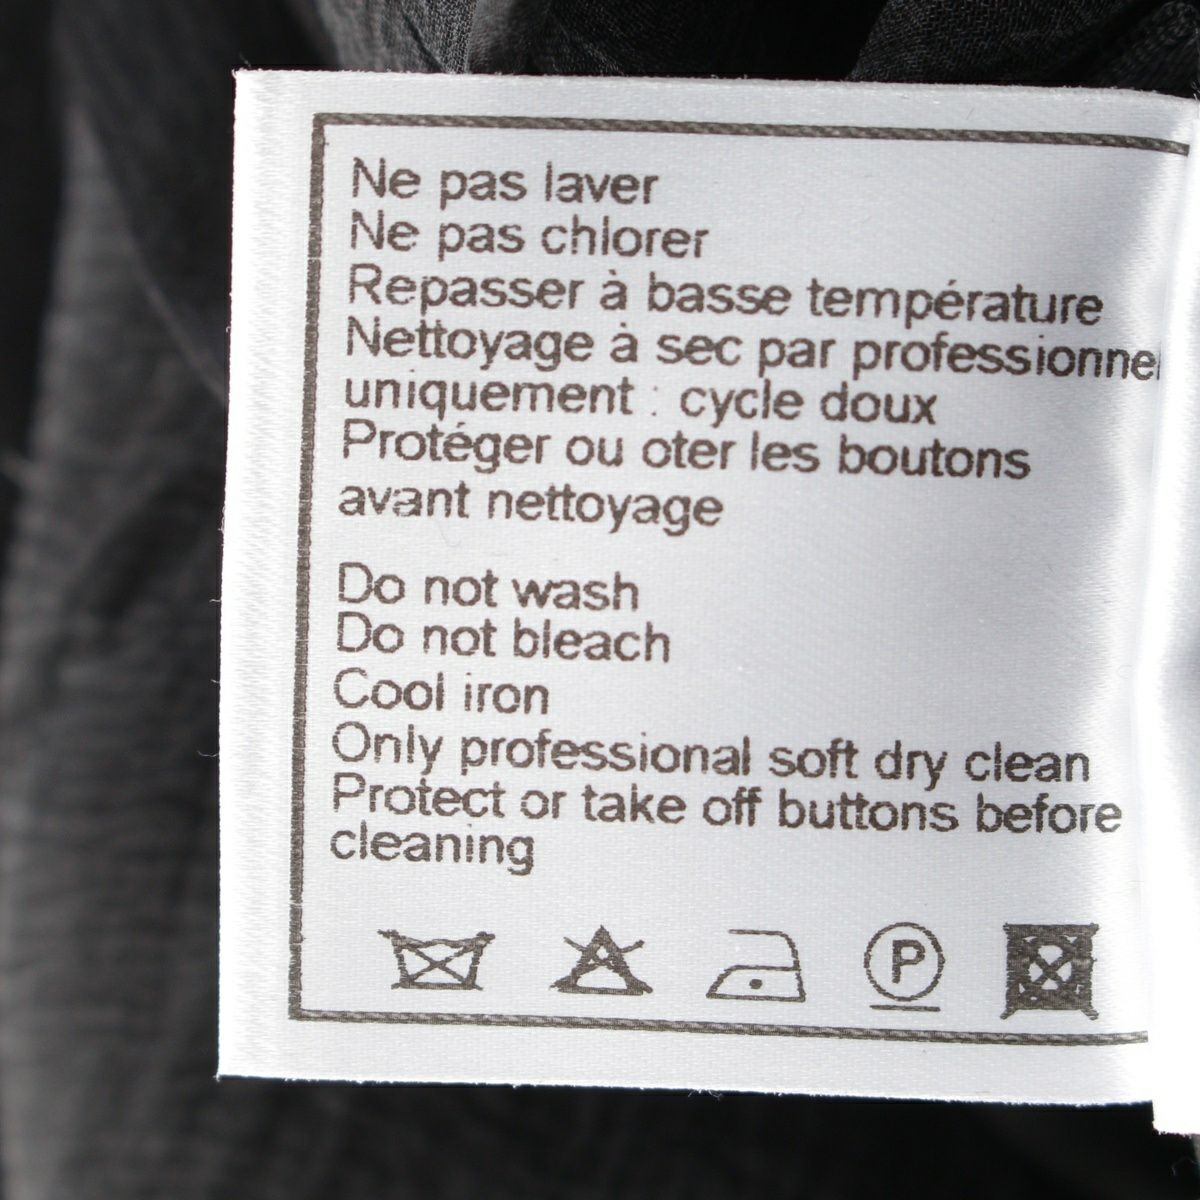 Ne pas laver
Ne pas chlorer
Repasser à basse température
Nettoyage à sec par professionnel
uniquement : cycle doux
Protéger ou oter les boutons
avant nettoyage
Do not wash
Do not bleach
Cool iron
Only professional soft dry clean
Protect or take off buttons before
cleaning
P